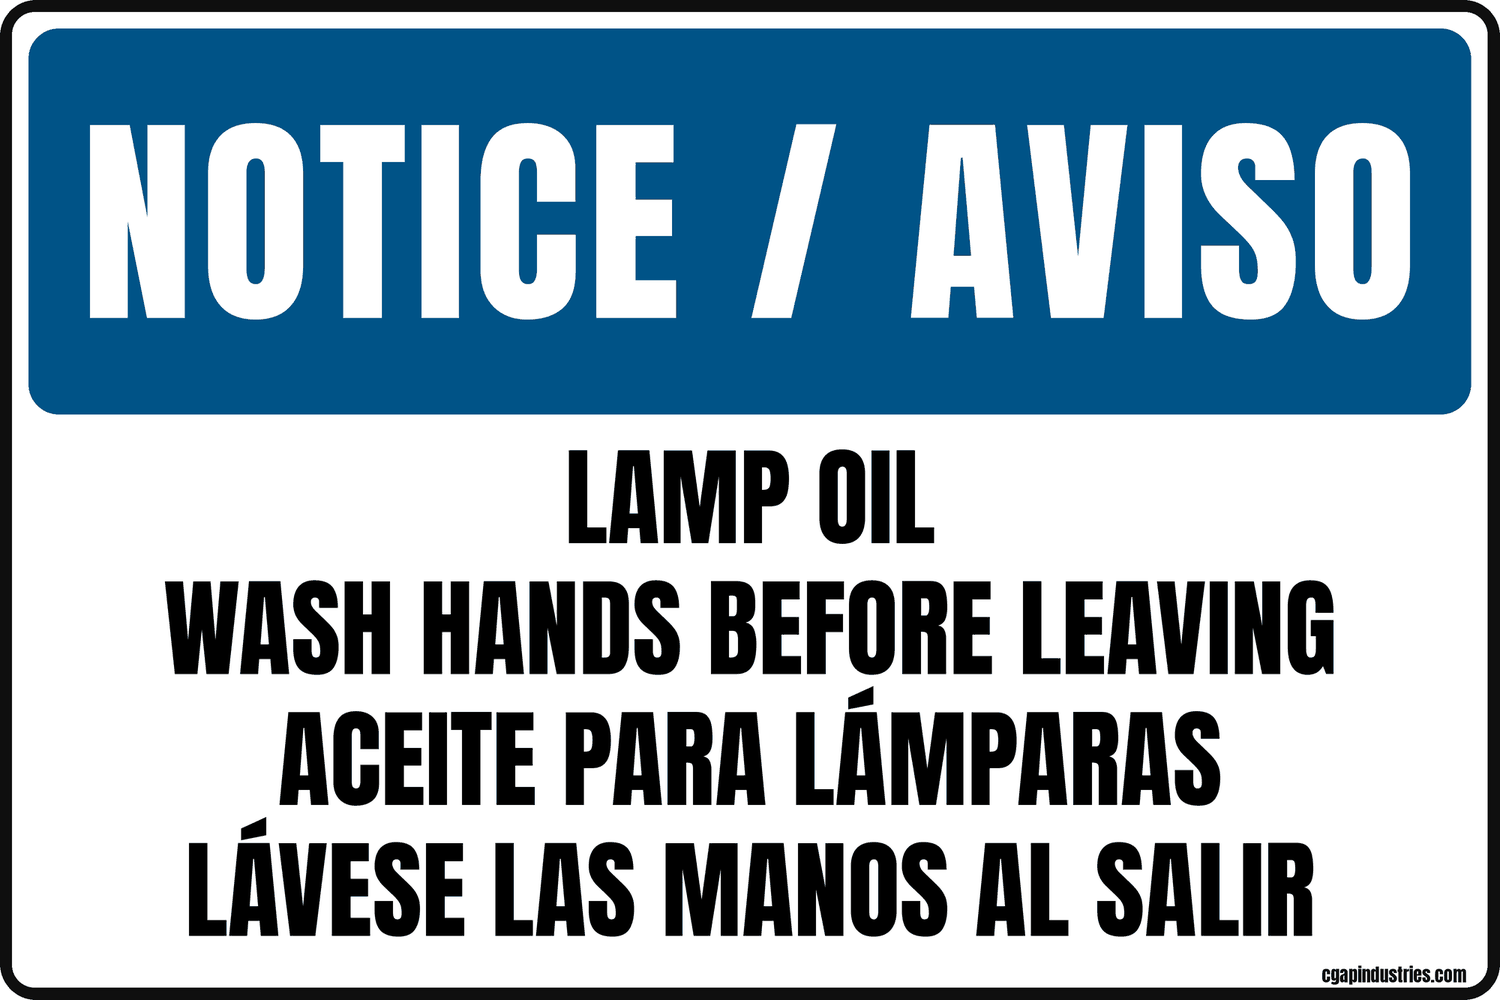 NOTICE / AVISO
LAMP OIL
WASH HANDS BEFORE LEAVING
ACEITE PARA LÁMPARAS
LÁVESE LAS MANOS AL SALIR
cgapindustries.com